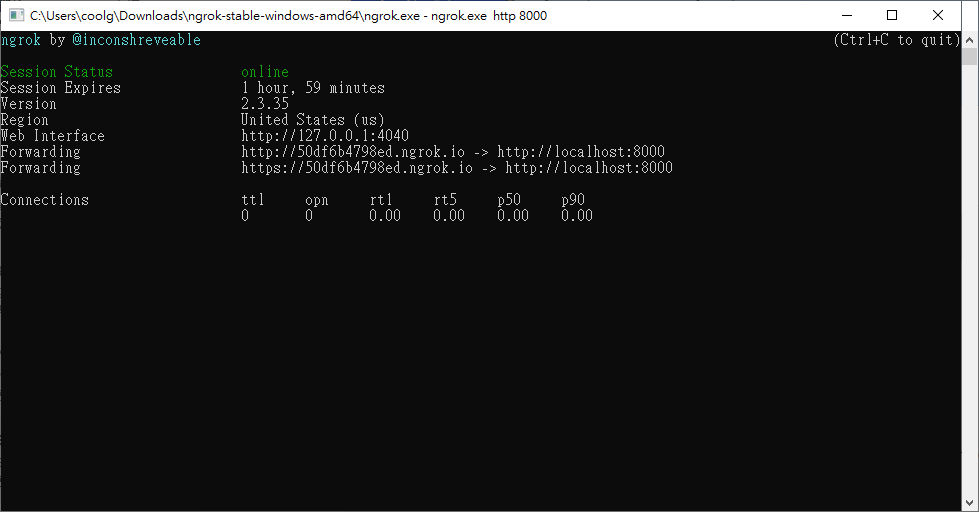 C:\Users\coolg\Downloads\ngrok-stable-windows-amd64\ngrok.exe - ngrok.exe  http 8000
ngrok by @inconshreveable (Ctrl+C to quit)
Session Status online
Session Expires 1 hour, 59 minutes
Version 2.3.35
Region United States (us)
Web Interface http://127.0.0.1:4040
Forwarding http://50df6b4798ed.ngrok.io -> http://localhost:8000
Forwarding https://50df6b4798ed.ngrok.io -> http://localhost:8000
Connections ttl opn rt1 rt5 p50 p90
0 0 0.00 0.00 0.00 0.00